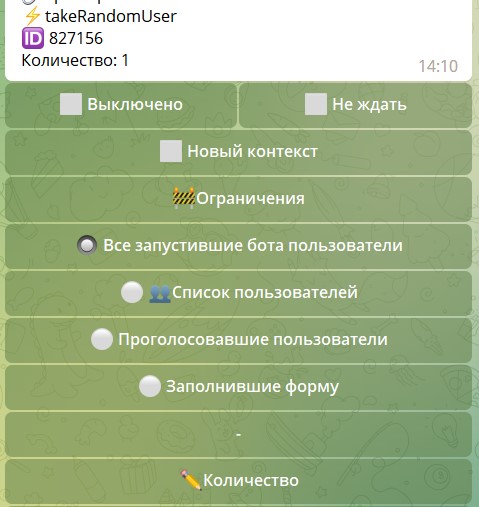 ⚡takeRandomUser
🆔 827156
Количество: 1
14:10
Выключено
Не ждать
Новый контекст
🚧Ограничения
🔘 Все запустившие бота пользователи
⚪ 👥Список пользователей
⚪ Проголосовавшие пользователи
⚪ Заполнившие форму
-
✏️Количество